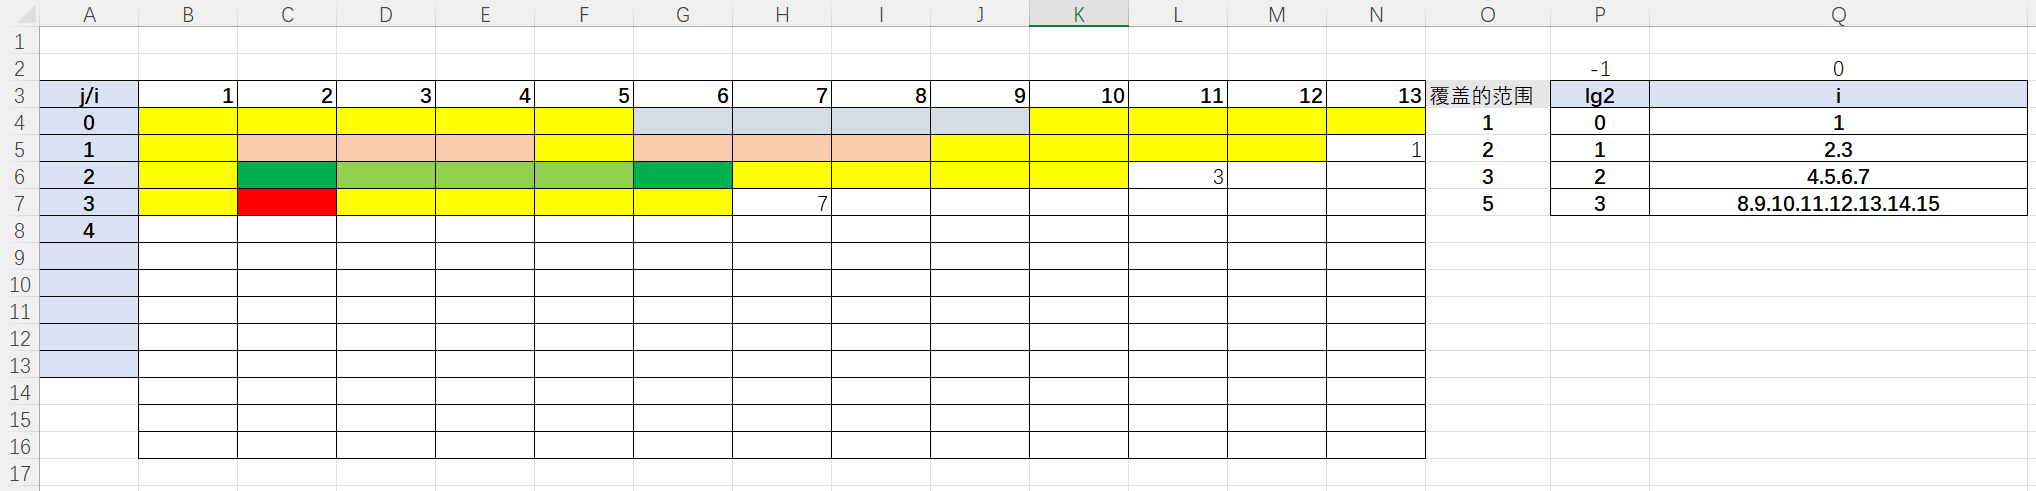 A B C D E F G H I J K L M N O P Q
1
2 -1 0
3 j/i 1 2 3 4 5 6 7 8 9 10 11 12 13 覆盖的范围 lg2 i
4 0 1 0 1
5 1 1 2 1 2.3
6 2 3 3 2 4.5.6.7
7 3 7 5 3 8.9.10.11.12.13.14.15
8 4
9
10
11
12
13
14
15
16
17